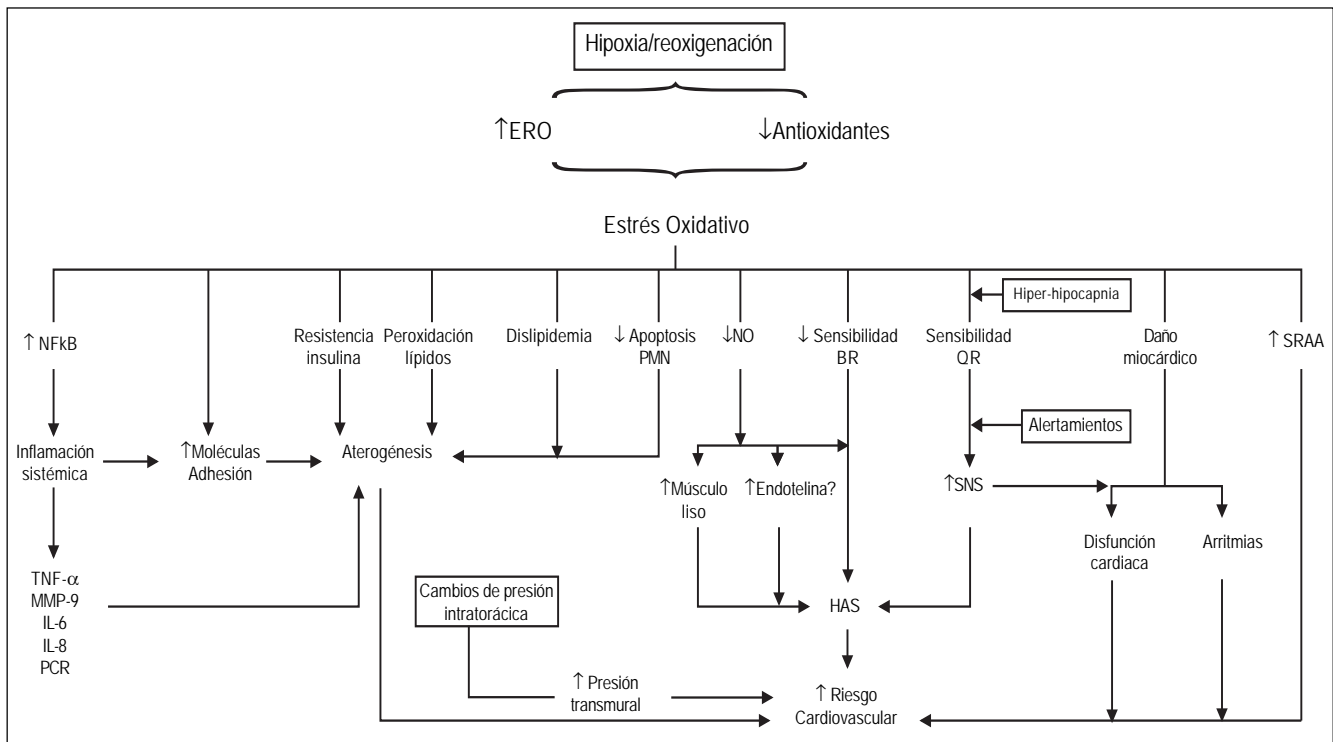 Hipoxia/reoxigenación
↑ERO
↓Antioxidantes
Estrés Oxidativo
Hiper-hipocapnia
↑ NFkB
Resistencia
insulina
Peroxidación
lípidos
Dislipidemia
↓ Apoptosis
PMN
↓NO
↓ Sensibilidad
BR
Sensibilidad
QR
Daño
miocárdico
↑ SRAA
Alertamientos
Inflamación
sistémica
↑Moléculas
Adhesión
Aterogénesis
↑Músculo
liso
↑Endotelina?
↑SNS
Disfunción
cardiaca
Arritmias
TNF-α
MMP-9
IL-6
IL-8
PCR
Cambios de presión
intratorácica
HAS
↑ Presión
transmural
↑ Riesgo
Cardiovascular